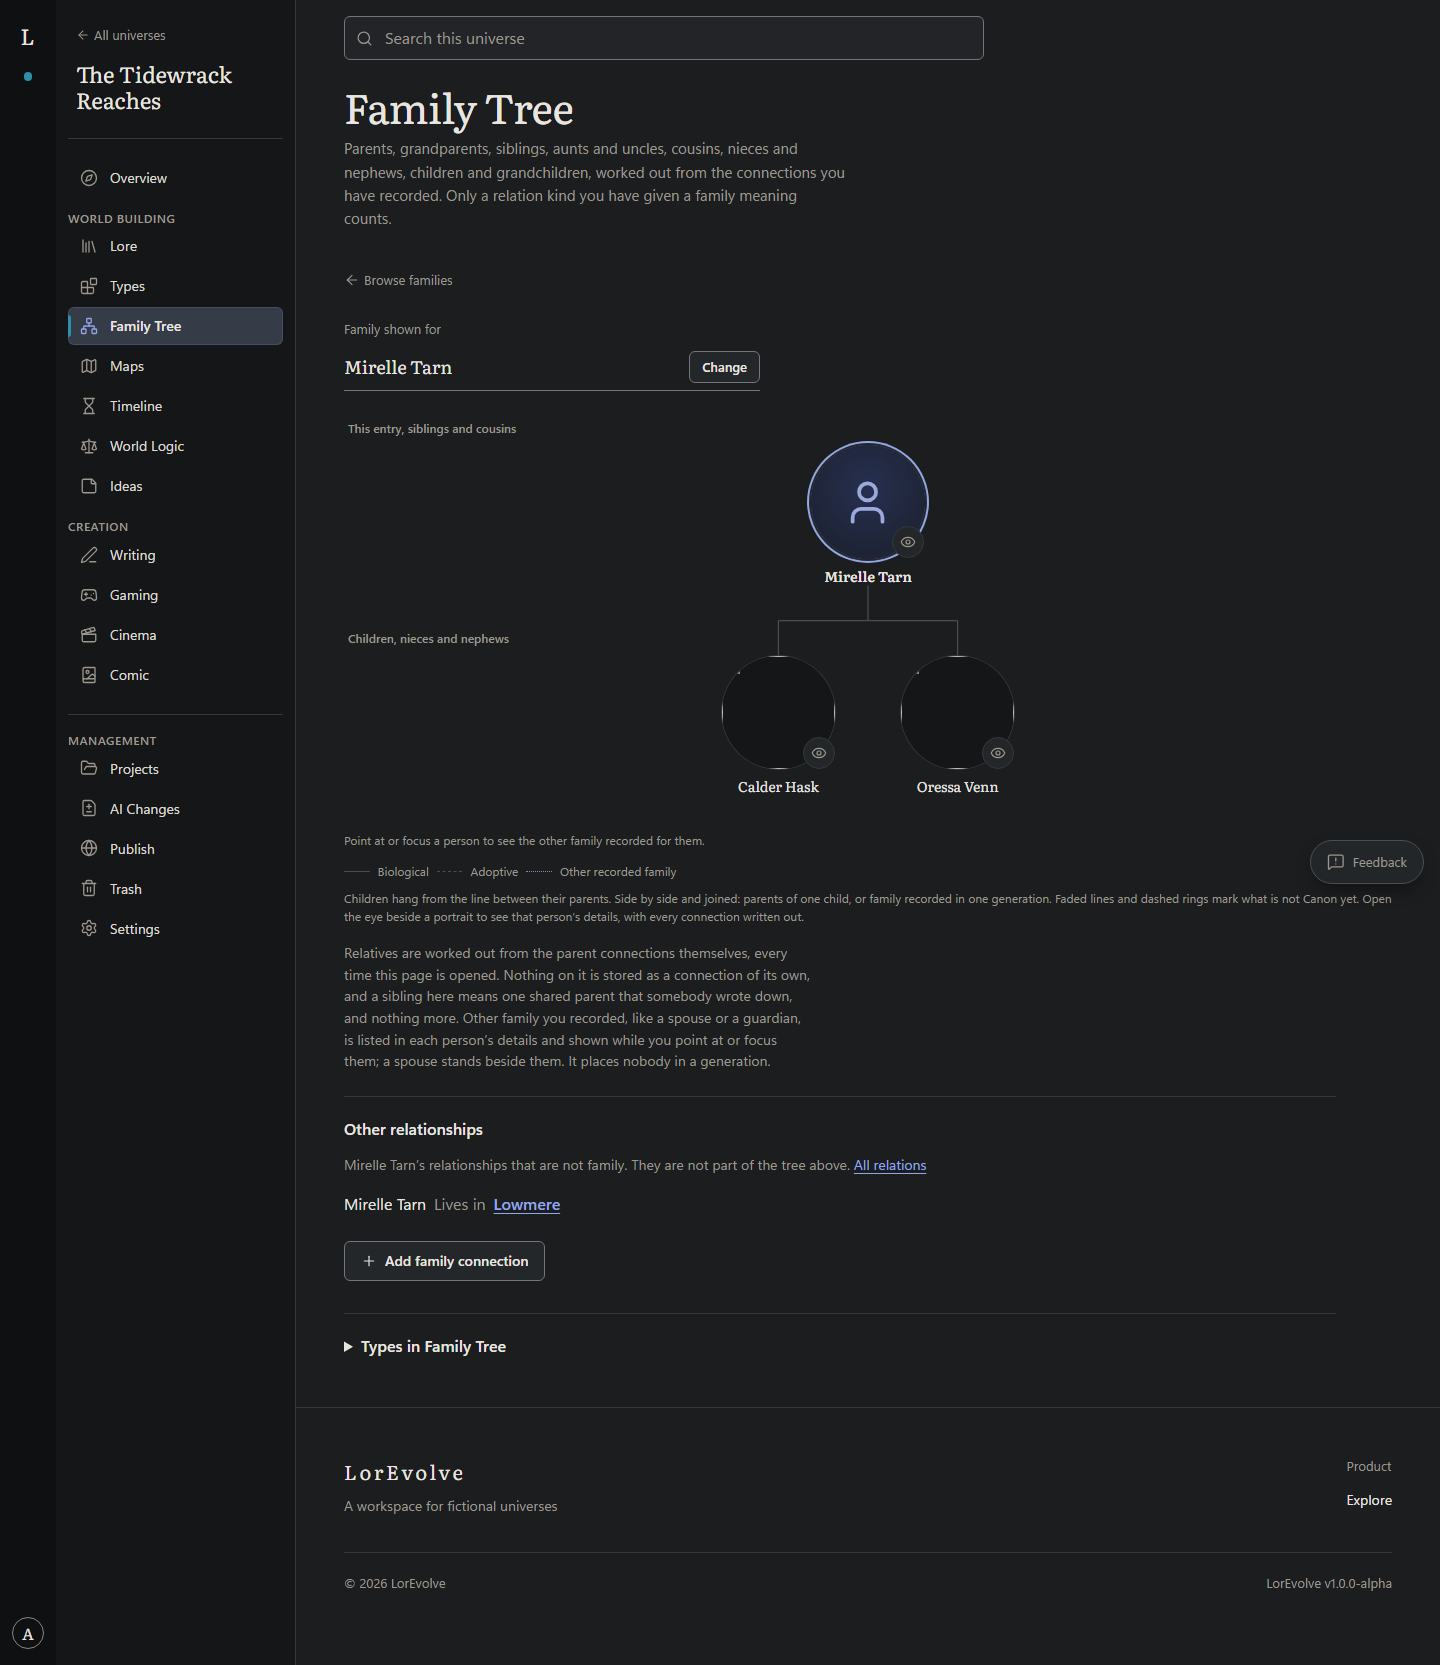 L
All universes
The Tidewrack
Reaches
Overview
WORLD BUILDING
Lore
Types
Family Tree
Maps
Timeline
World Logic
Ideas
CREATION
Writing
Gaming
Cinema
Comic
MANAGEMENT
Projects
AI Changes
Publish
Trash
Settings
A
Search this universe
Family Tree
Parents, grandparents, siblings, aunts and uncles, cousins, nieces and
nephews, children and grandchildren, worked out from the connections you
have recorded. Only a relation kind you have given a family meaning
counts.
Browse families
Family shown for
Mirelle Tarn
Change
This entry, siblings and cousins
Mirelle Tarn
Children, nieces and nephews
Calder Hask
Oressa Venn
Point at or focus a person to see the other family recorded for them.
Biological
Adoptive
Other recorded family
Children hang from the line between their parents. Side by side and joined: parents of one child, or family recorded in one generation. Faded lines and dashed rings mark what is not Canon yet. Open
the eye beside a portrait to see that person's details, with every connection written out.
Relatives are worked out from the parent connections themselves, every
time this page is opened. Nothing on it is stored as a connection of its own,
and a sibling here means one shared parent that somebody wrote down,
and nothing more. Other family you recorded, like a spouse or a guardian,
is listed in each person's details and shown while you point at or focus
them; a spouse stands beside them. It places nobody in a generation.
Feedback
Other relationships
Mirelle Tarn's relationships that are not family. They are not part of the tree above. All relations
Mirelle Tarn Lives in Lowmere
Add family connection
Types in Family Tree
LorEvolve
A workspace for fictional universes
Product
Explore
© 2026 LorEvolve
LorEvolve v1.0.0-alpha